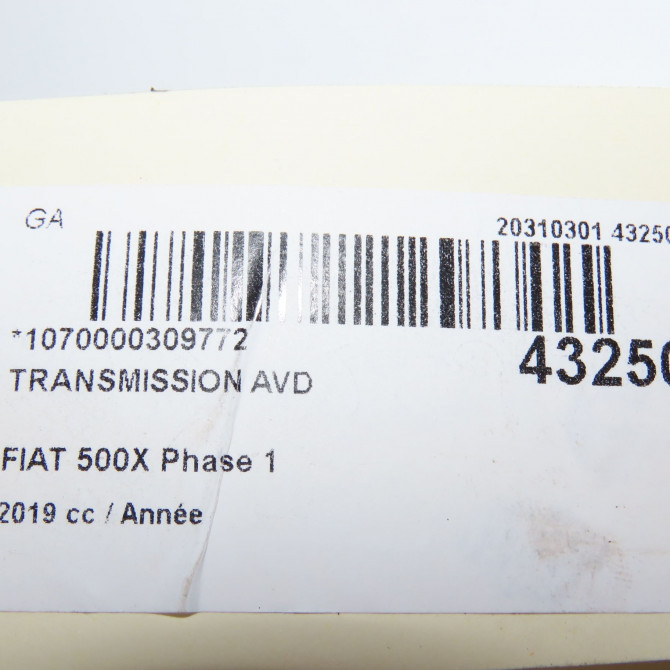 GA
20310301 43250
*1070000309772
43250
TRANSMISSION AVD
FIAT 500X Phase 1
2019 cc / Année